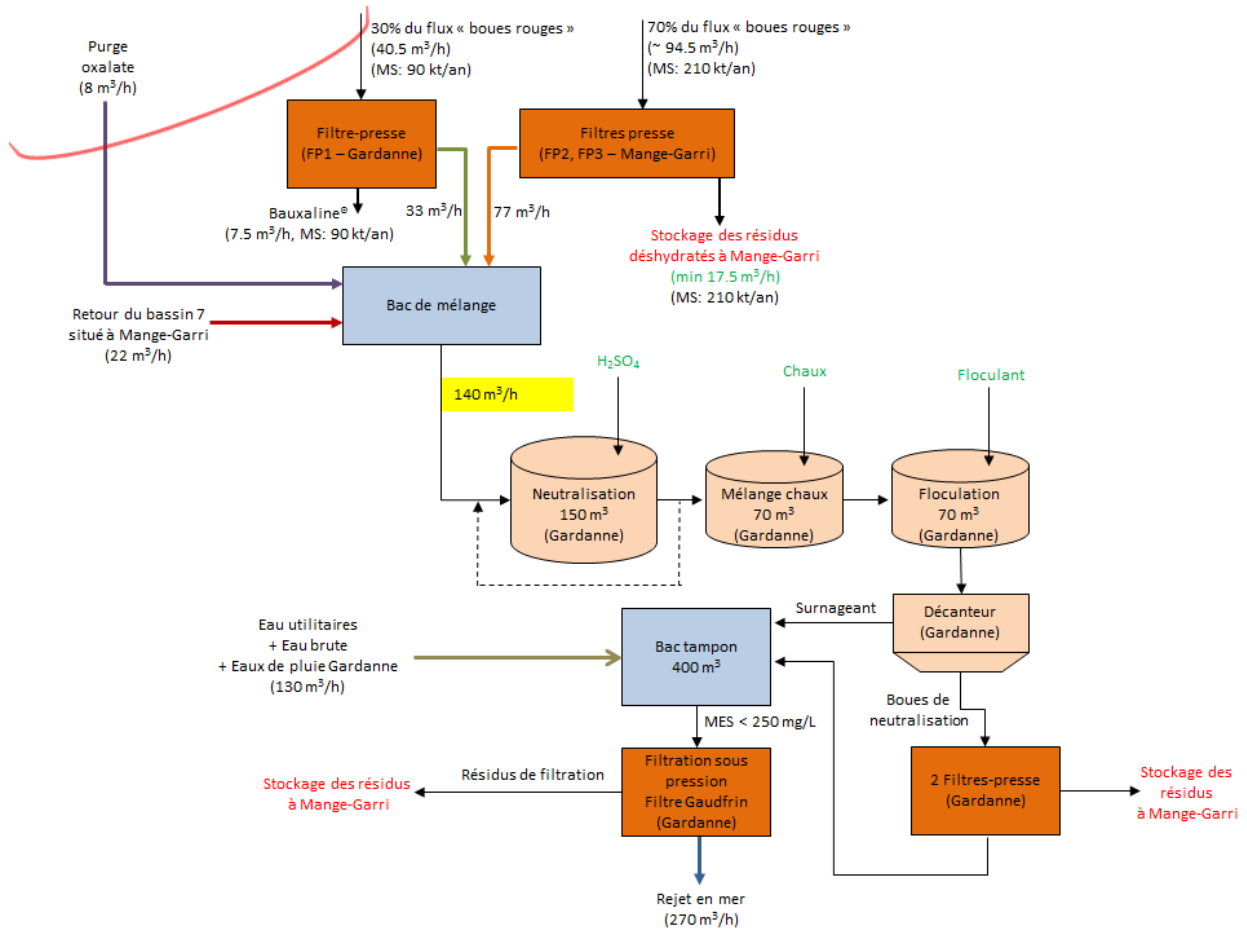 30% du flux « boues rouges »
(40.5 m³/h)
(MS: 90 kt/an)
70% du flux « boues rouges »
(~ 94.5 m³/h)
(MS: 210 kt/an)
Purge
oxalate
(8 m³/h)
Filtre-presse
(FP1 – Gardanne)
Filtres presse
(FP2, FP3 – Mange-Garri)
Bauxaline®
(7.5 m³/h, MS: 90 kt/an)
33 m³/h
77 m³/h
Stockage des résidus
déshydratés à Mange-Garri
(min 17.5 m³/h)
(MS: 210 kt/an)
Bac de mélange
Retour du bassin 7
situé à Mange-Garri
(22 m³/h)
140 m³/h
H₂SO₄
Chaux
Floculant
Neutralisation
150 m³
(Gardanne)
Mélange chaux
70 m³
(Gardanne)
Floculation
70 m³
(Gardanne)
Surnageant
Décanteur
(Gardanne)
Eau utilitaires
+ Eau brute
+ Eaux de pluie Gardanne
(130 m³/h)
Bac tampon
400 m³
Boues de
neutralisation
MES < 250 mg/L
Stockage des résidus
à Mange-Garri
Résidus de filtration
Filtration sous
pression
Filtre Gaudfrin
(Gardanne)
2 Filtres-presse
(Gardanne)
Stockage des
résidus
à Mange-Garri
Rejet en mer
(270 m³/h)